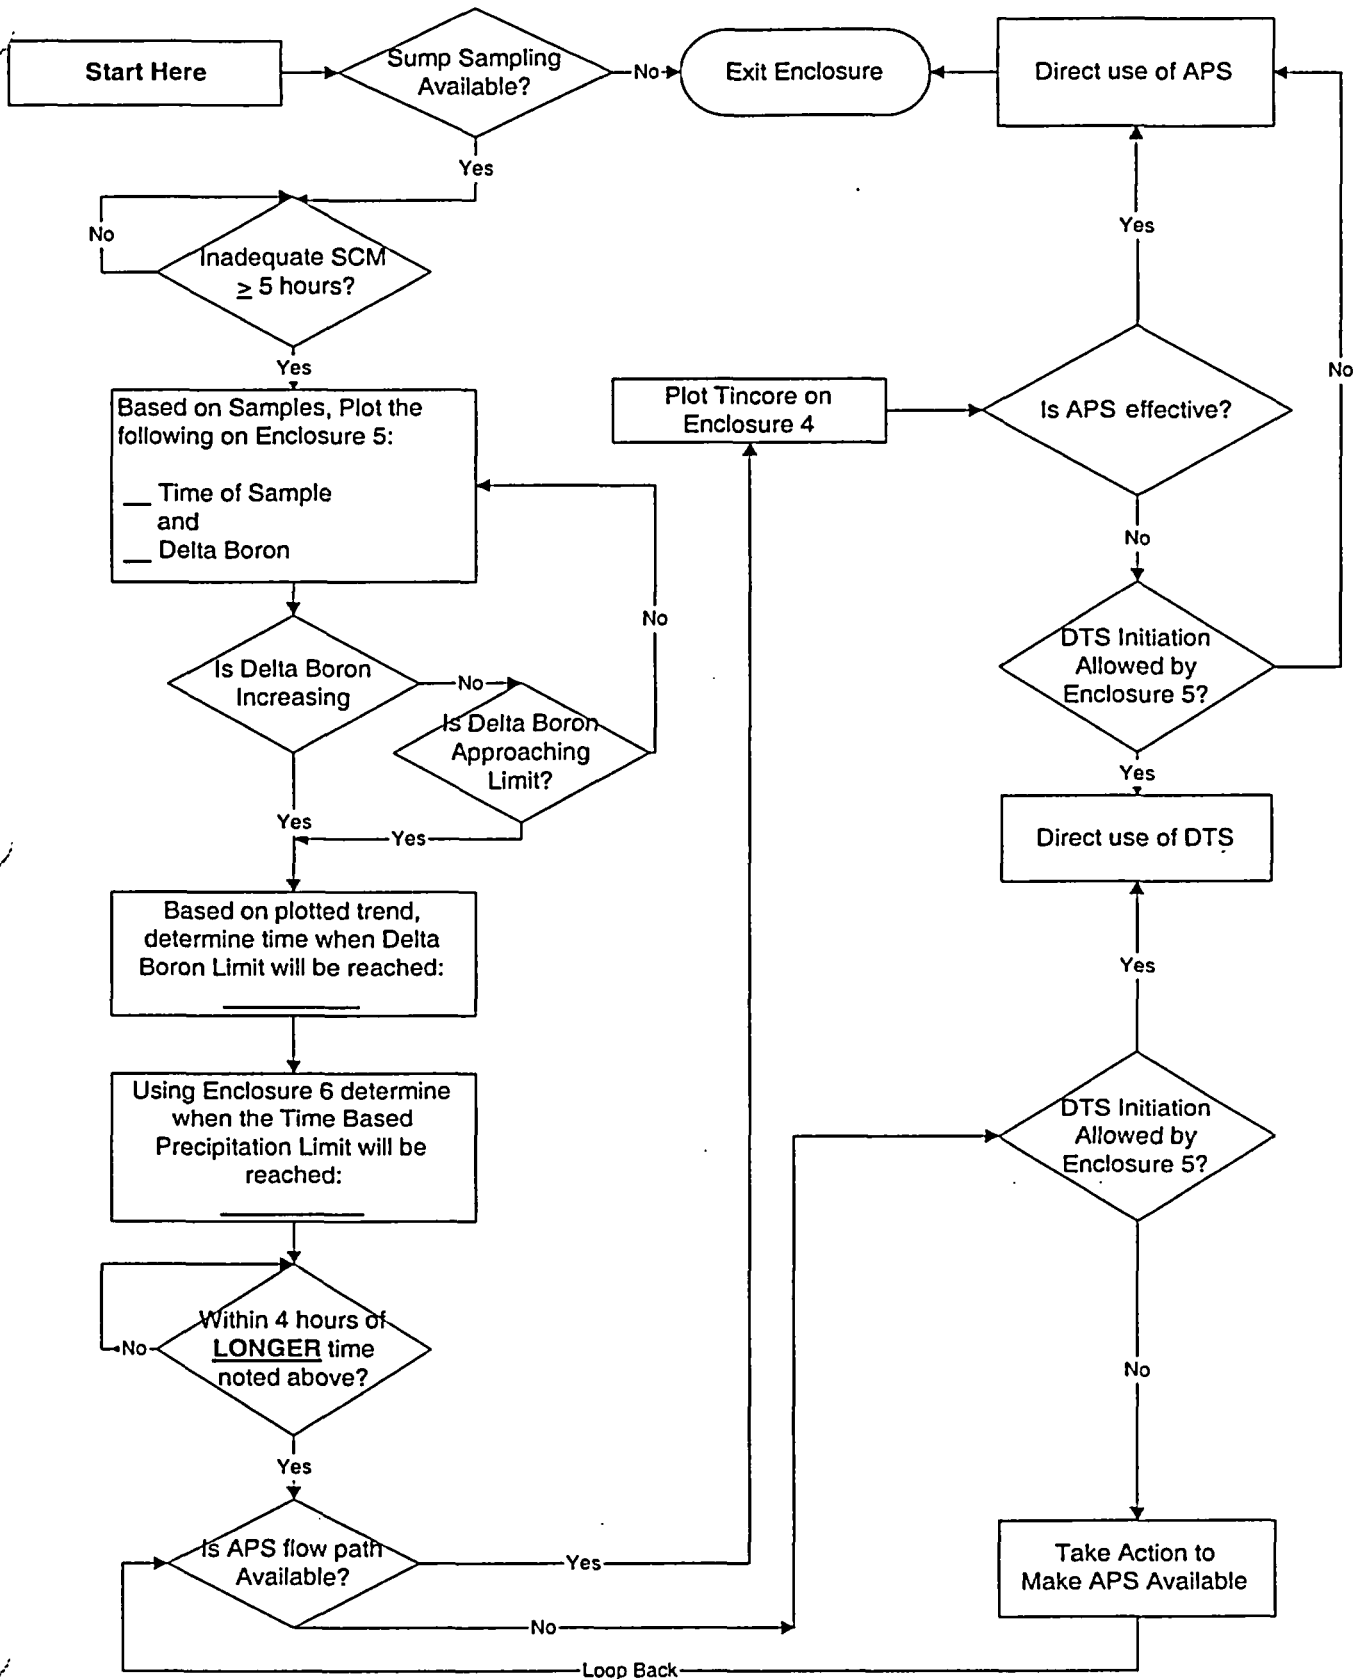 Start Here
Sump Sampling
Available?
No
Exit Enclosure
Direct use of APS
Yes
No
Inadequate SCM
≥ 5 hours?
Yes
Yes
No
Based on Samples, Plot the
following on Enclosure 5:
__ Time of Sample
and
__ Delta Boron
Plot Tincore on
Enclosure 4
Is APS effective?
No
No
Is Delta Boron
Increasing
No
Is Delta Boron
Approaching
Limit?
DTS Initiation
Allowed by
Enclosure 5?
Yes
Yes
Yes
Direct use of DTS
Based on plotted trend,
determine time when Delta
Boron Limit will be reached:
Yes
Using Enclosure 6 determine
when the Time Based
Precipitation Limit will be
reached:
DTS Initiation
Allowed by
Enclosure 5?
Within 4 hours of
LONGER time
noted above?
No
No
Yes
Is APS flow path
Available?
Yes
No
Take Action to
Make APS Available
Loop Back